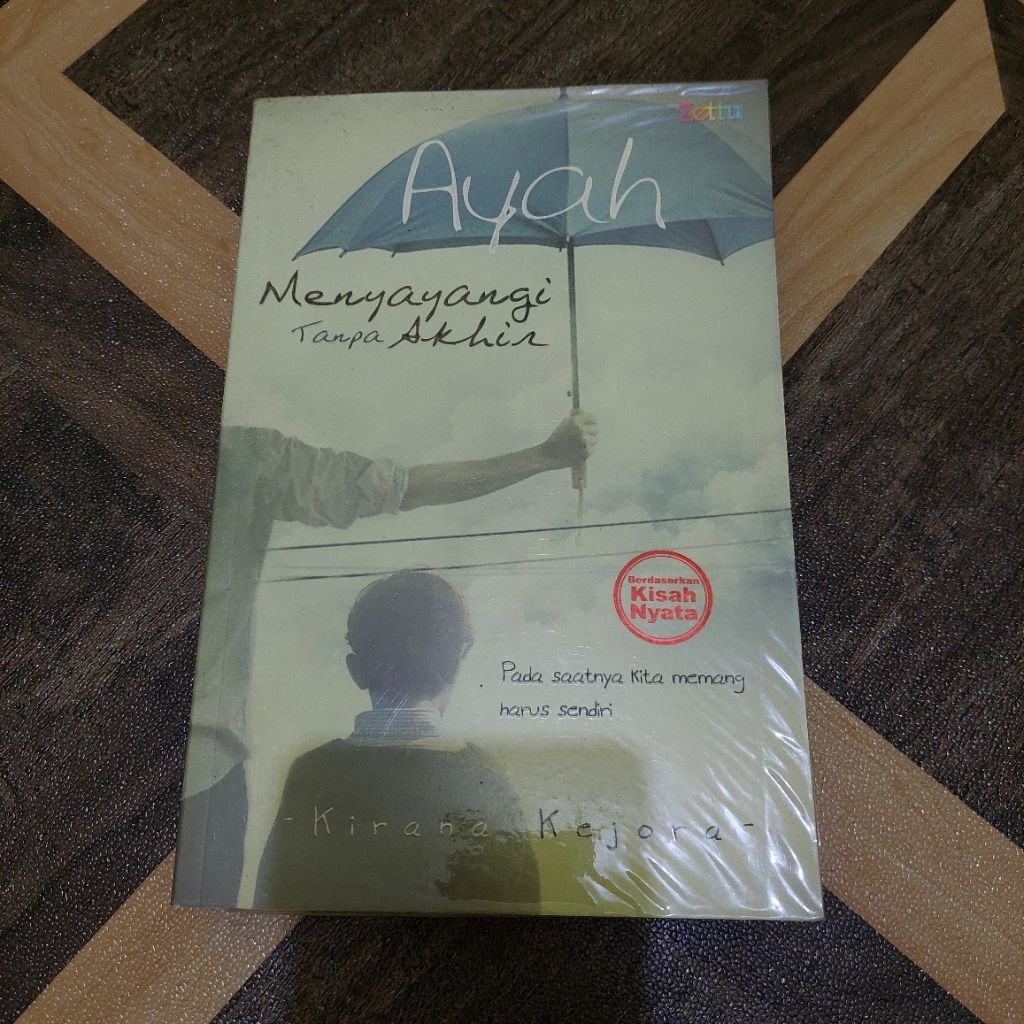 Zettu
Ayah
Menyayangi
Tanpa Akhir
Berdasarkan
Kisah
Nyata
Pada saatnya kita memang
harus sendiri
-Kirana Kejora-